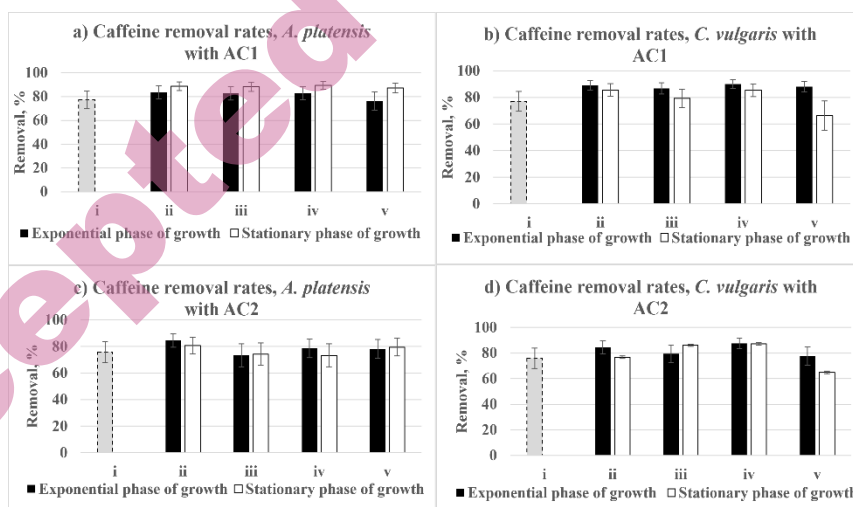 a) Caffeine removal rates, A. platensis
with AC1
Removal, %
100
80
60
40
20
0
i ii iii iv v
Exponential phase of growth Stationary phase of growth
b) Caffeine removal rates, C. vulgaris with
AC1
Removal, %
100
80
60
40
20
0
i ii iii iv v
Exponential phase of growth Stationary phase of growth
c) Caffeine removal rates, A. platensis
with AC2
Removal, %
100
80
60
40
20
0
i ii iii iv v
Exponential phase of growth Stationary phase of growth
d) Caffeine removal rates, C. vulgaris with
AC2
Removal, %
100
80
60
40
20
0
i ii iii iv v
Exponential phase of growth Stationary phase of growth
cepted